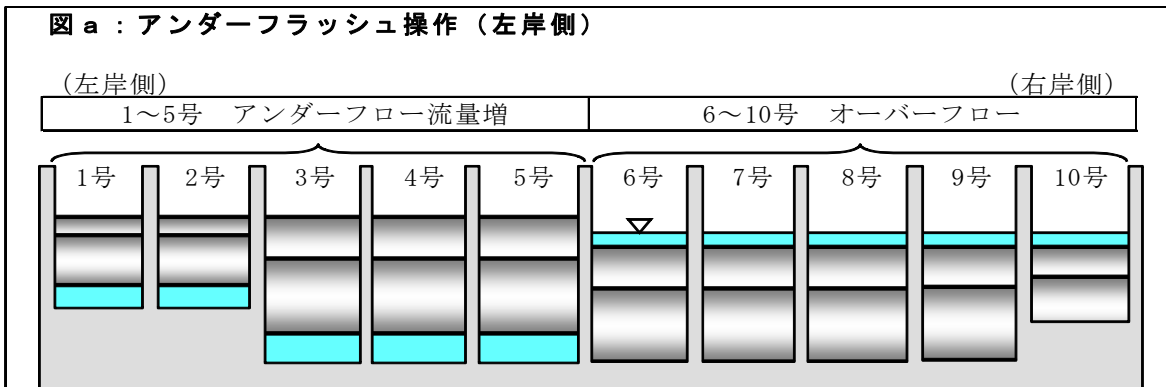 図a:アンダーフラッシュ操作(左岸側)
(左岸側) (右岸側)
1~5号 アンダーフロー流量増 6~10号 オーバーフロー
1号 2号 3号 4号 5号 6号 7号 8号 9号 10号